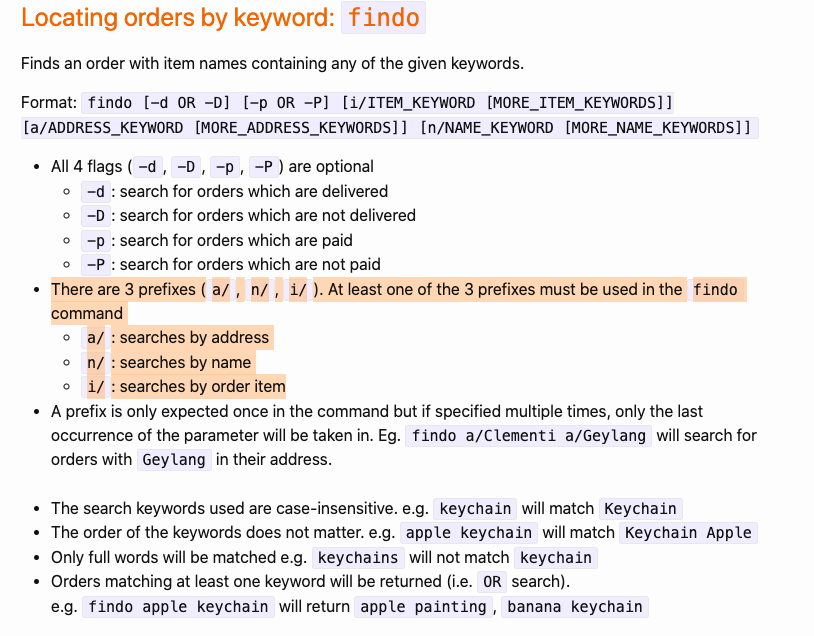 Locating orders by keyword: findo
Finds an order with item names containing any of the given keywords.
Format: findo [-d OR -D] [-p OR -P] [i/ITEM_KEYWORD [MORE_ITEM_KEYWORDS]]
[a/ADDRESS_KEYWORD [MORE_ADDRESS_KEYWORDS]] [n/NAME_KEYWORD [MORE_NAME_KEYWORDS]]
• All 4 flags ( -d , -D , -p , -P ) are optional
◦ -d : search for orders which are delivered
◦ -D : search for orders which are not delivered
◦ -p : search for orders which are paid
◦ -P : search for orders which are not paid
• There are 3 prefixes ( a/ , n/ , i/ ). At least one of the 3 prefixes must be used in the findo
command
◦ a/ : searches by address
◦ n/ : searches by name
◦ i/ : searches by order item
• A prefix is only expected once in the command but if specified multiple times, only the last
occurrence of the parameter will be taken in. Eg. findo a/Clementi a/Geylang will search for
orders with Geylang in their address.
• The search keywords used are case-insensitive. e.g. keychain will match Keychain
• The order of the keywords does not matter. e.g. apple keychain will match Keychain Apple
• Only full words will be matched e.g. keychains will not match keychain
• Orders matching at least one keyword will be returned (i.e. OR search).
e.g. findo apple keychain will return apple painting , banana keychain